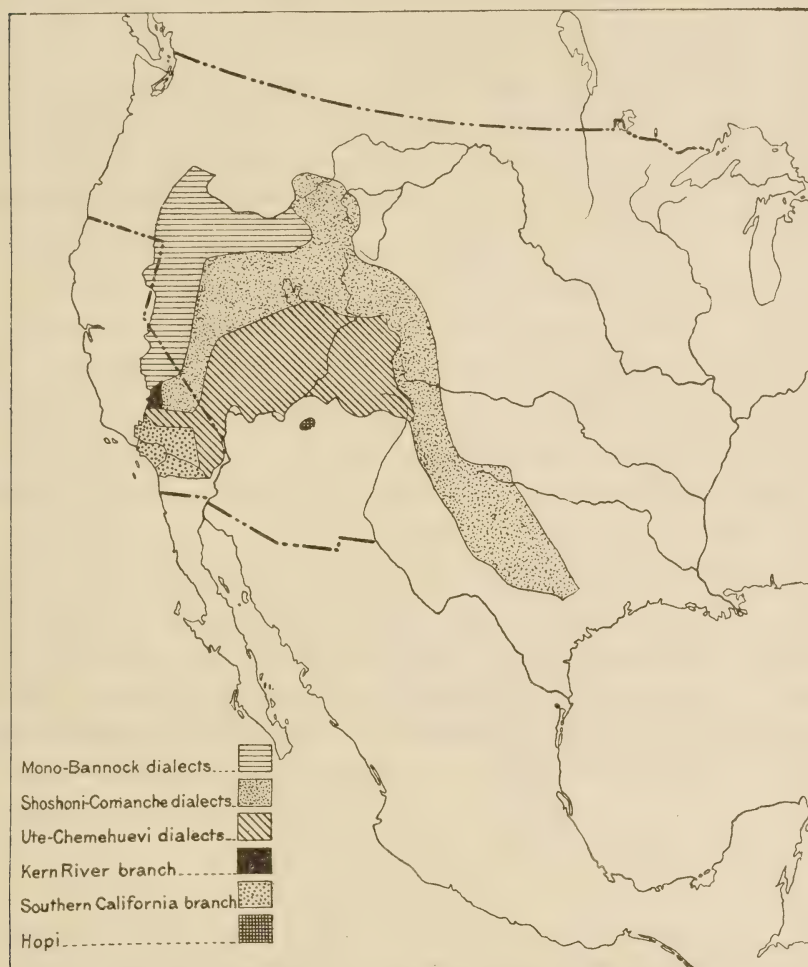 Mono-Bannock dialects....
Shoshoni-Comanche dialects..
Ute-Chemehuevi dialects....
Kern River branch........
Southern California branch
Hopi....................